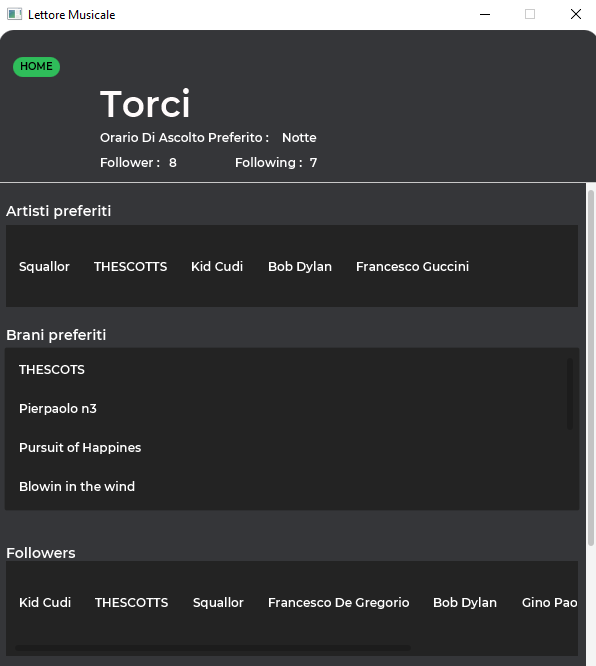 Lettore Musicale
HOME
Torci
Orario Di Ascolto Preferito : Notte
Follower : 8 Following : 7
Artisti preferiti
Squallor THESCOTTS Kid Cudi Bob Dylan Francesco Guccini
Brani preferiti
THESCOTS
Pierpaolo n3
Pursuit of Happines
Blowin in the wind
Followers
Kid Cudi THESCOTTS Squallor Francesco De Gregorio Bob Dylan Gino Pao